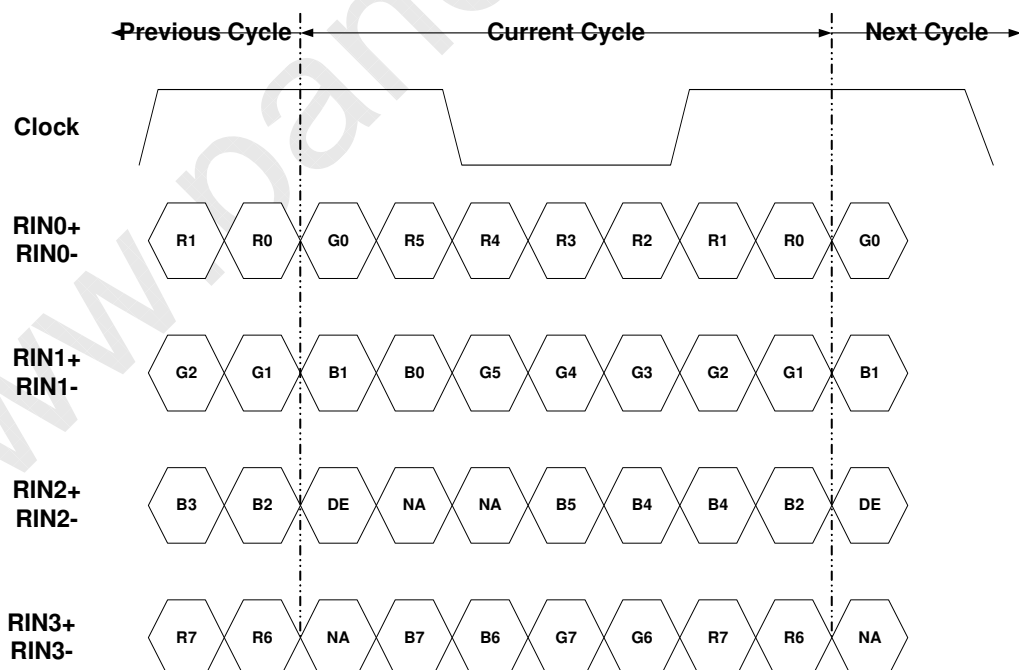 Previous Cycle Current Cycle Next Cycle
Clock
RIN0+
RIN0-
R1 R0 G0 R5 R4 R3 R2 R1 R0 G0
RIN1+
RIN1-
G2 G1 B1 B0 G5 G4 G3 G2 G1 B1
RIN2+
RIN2-
B3 B2 DE NA NA B5 B4 B4 B2 DE
RIN3+
RIN3-
R7 R6 NA B7 B6 G7 G6 R7 R6 NA
www.pan